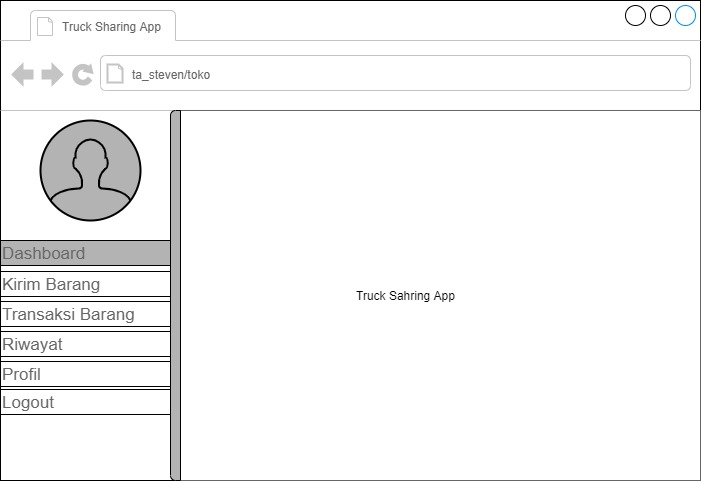 Truck Sharing App
ta_steven/toko
Dashboard
Kirim Barang
Transaksi Barang
Riwayat
Profil
Logout
Truck Sahring App